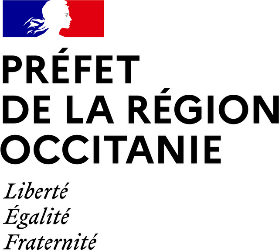 PRÉFET
DE LA RÉGION
OCCITANIE
Liberté
Égalité
Fraternité